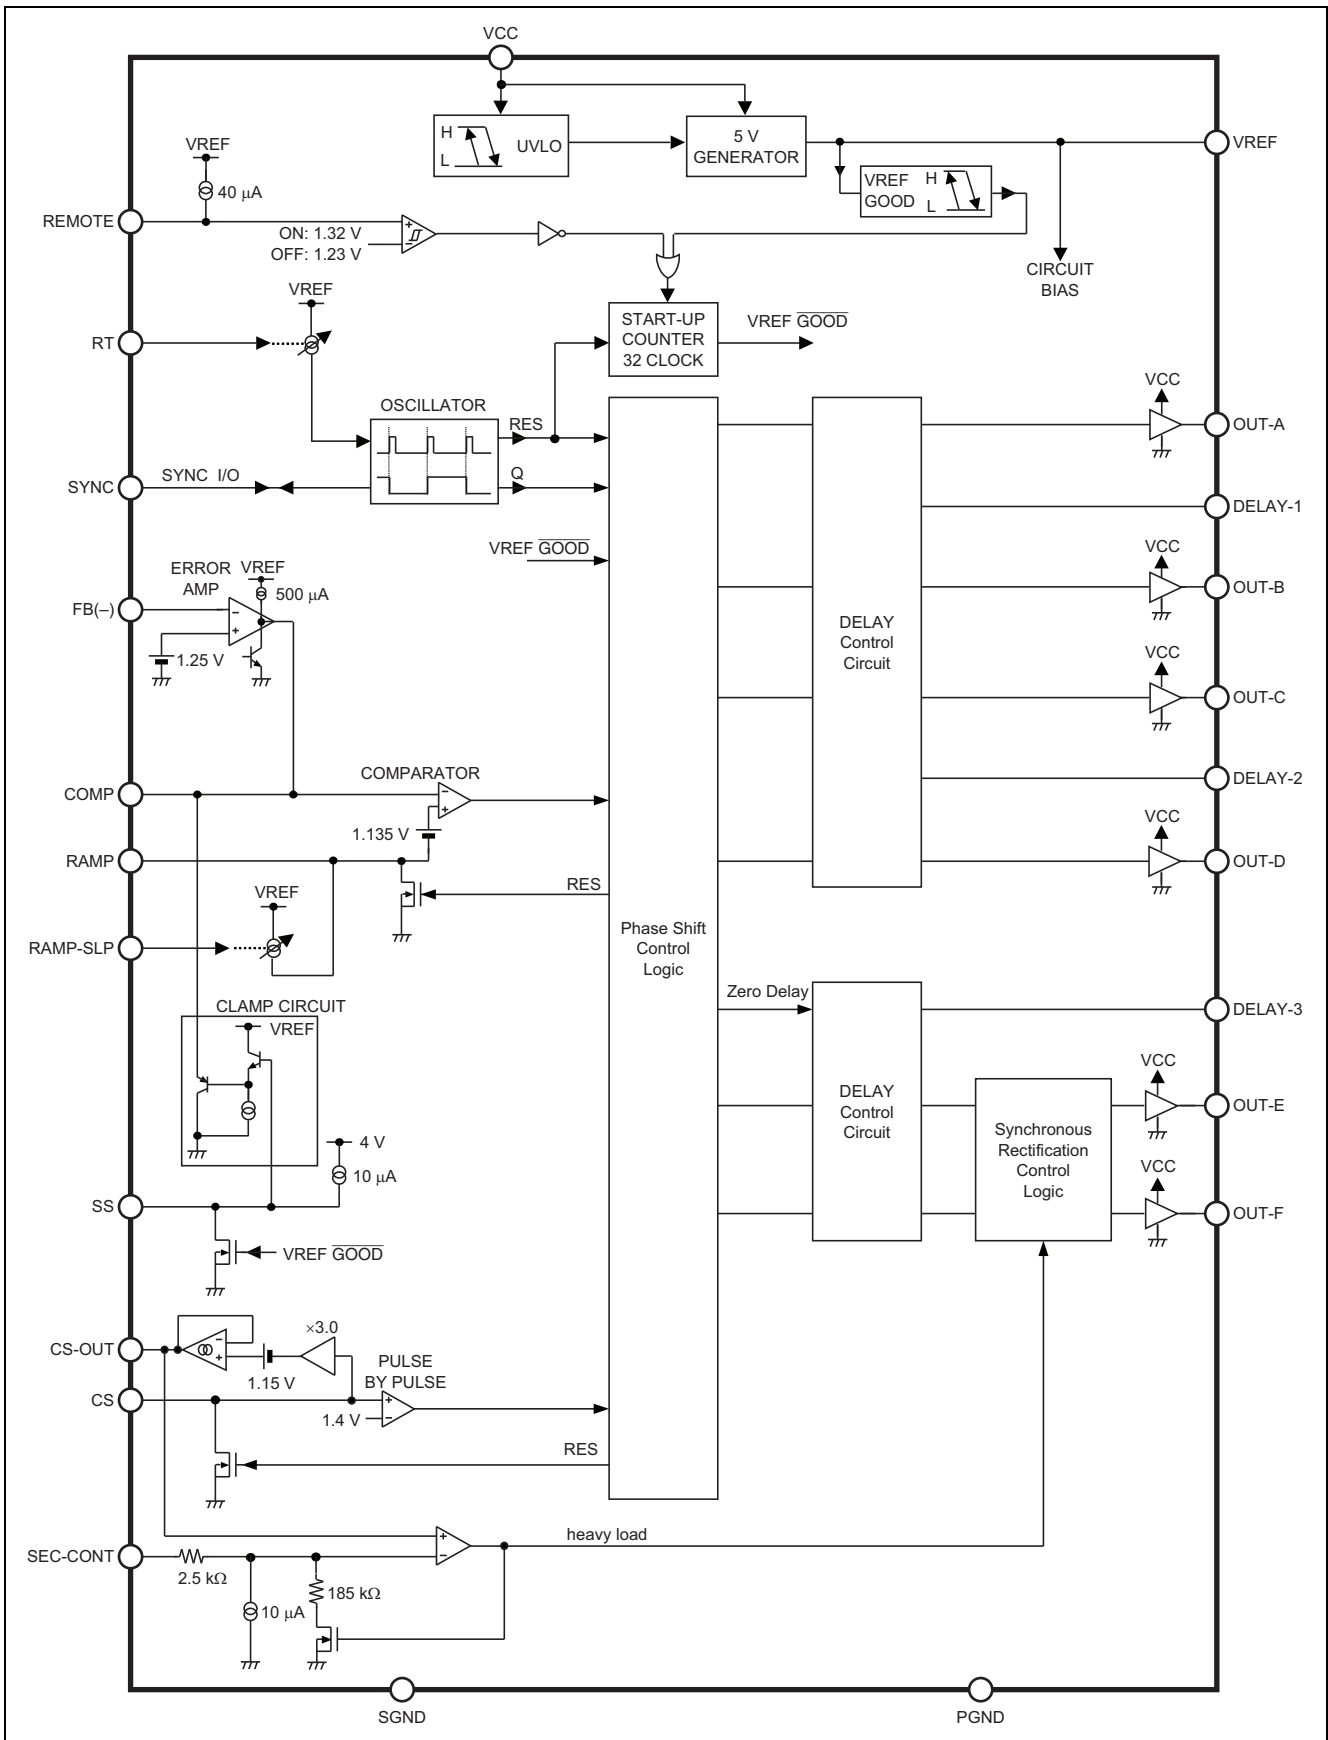 VCC
H
L
UVLO
5 V
GENERATOR
VREF
VREF
GOOD
H
L
VREF
40 μA
REMOTE
ON: 1.32 V
OFF: 1.23 V
+
−
CIRCUIT
BIAS
VREF
RT
START-UP
COUNTER
32 CLOCK
VREF GOOD
OSCILLATOR
RES
Q
SYNC
SYNC I/O
VREF GOOD
VCC
OUT-A
DELAY-1
VCC
OUT-B
DELAY
Control
Circuit
VCC
OUT-C
DELAY-2
VCC
OUT-D
ERROR
AMP
VREF
500 μA
FB(−)
−
+
1.25 V
COMP
COMPARATOR
−
+
1.135 V
RAMP
RES
VREF
RAMP-SLP
Phase Shift
Control
Logic
Zero Delay
DELAY-3
DELAY
Control
Circuit
Synchronous
Rectification
Control
Logic
VCC
OUT-E
VCC
OUT-F
CLAMP CIRCUIT
VREF
4 V
10 μA
SS
VREF GOOD
CS-OUT
−
+
×3.0
1.15 V
CS
PULSE
BY PULSE
+
−
1.4 V
RES
heavy load
+
−
SEC-CONT
2.5 kΩ
185 kΩ
10 μA
SGND
PGND